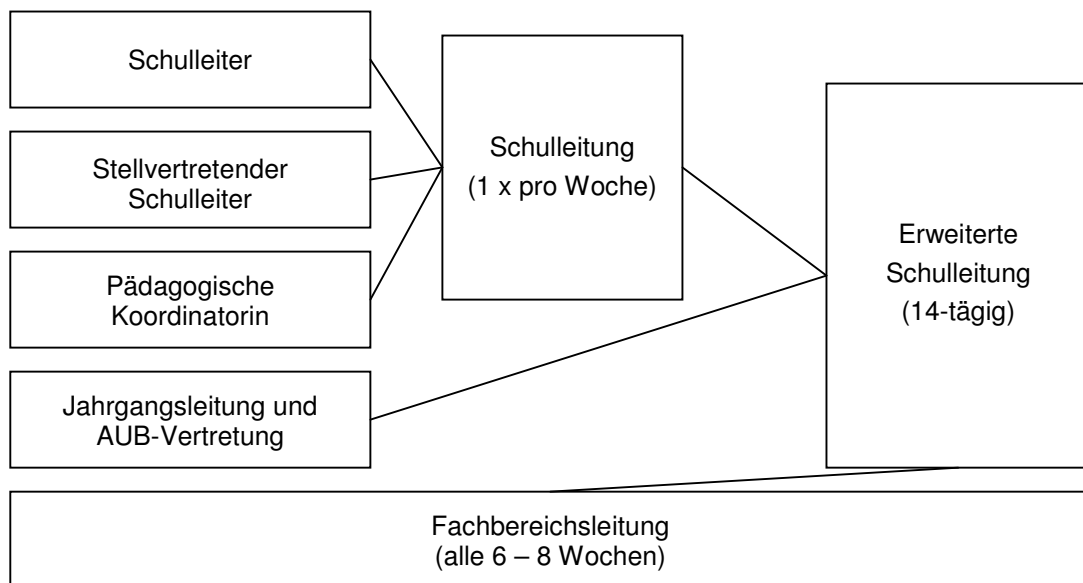 Schulleiter
Stellvertretender
Schulleiter
Pädagogische
Koordinatorin
Jahrgangsleitung und
AUB-Vertretung
Schulleitung
(1 x pro Woche)
Erweiterte
Schulleitung
(14-tägig)
Fachbereichsleitung
(alle 6 – 8 Wochen)